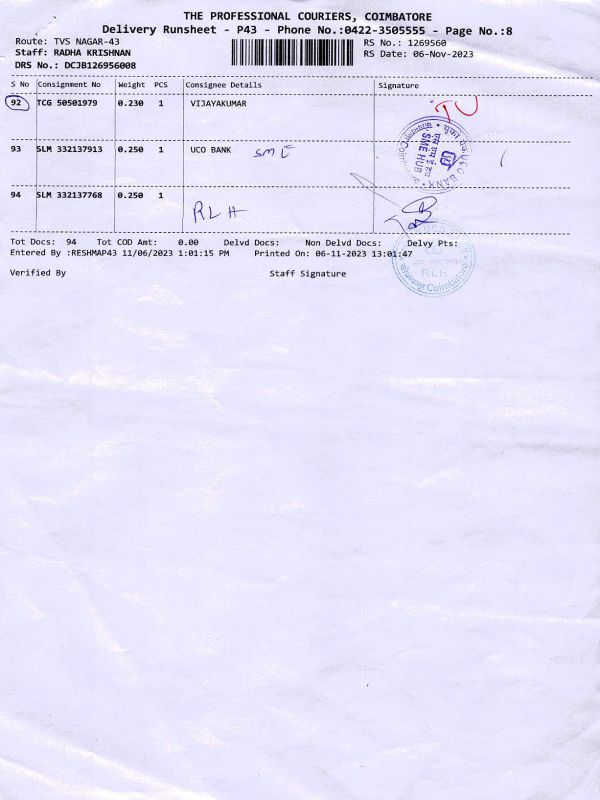 THE PROFESSIONAL COURIERS, COIMBATORE
Delivery Runsheet - P43 - Phone No.:0422-3505555 - Page No.:8
Route: TVS NAGAR-43 RS No.: 1269560
Staff: RADHA KRISHNAN RS Date: 06-Nov-2023
DRS No.: DCJB126956008
S No Consignment No Weight PCS Consignee Details Signature
92 TCG 50501979 0.230 1 VIJAYAKUMAR
93 SLM 332137913 0.250 1 UCO BANK SME
UCO BANK
SME HUB
94 SLM 332137768 0.250 1
RLH
Tot Docs: 94 Tot COD Amt: 0.00 Delvd Docs: Non Delvd Docs: Delvy Pts:
Entered By :RESHMAP43 11/06/2023 1:01:15 PM Printed On: 06-11-2023 13:01:47
RLH
Coimbatore
Verified By Staff Signature